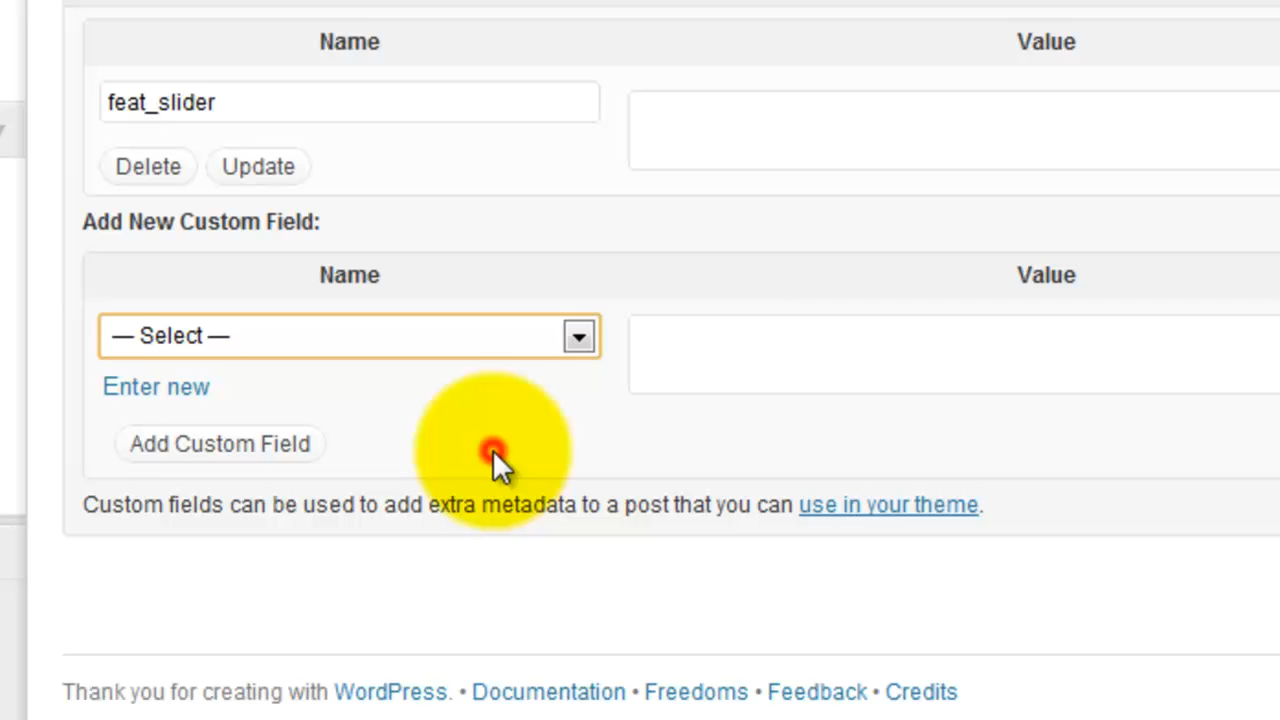 Name Value
feat_slider
Delete Update
Add New Custom Field:
Name Value
— Select —
Enter new
Add Custom Field
Custom fields can be used to add extra metadata to a post that you can use in your theme.
Thank you for creating with WordPress. • Documentation • Freedoms • Feedback • Credits